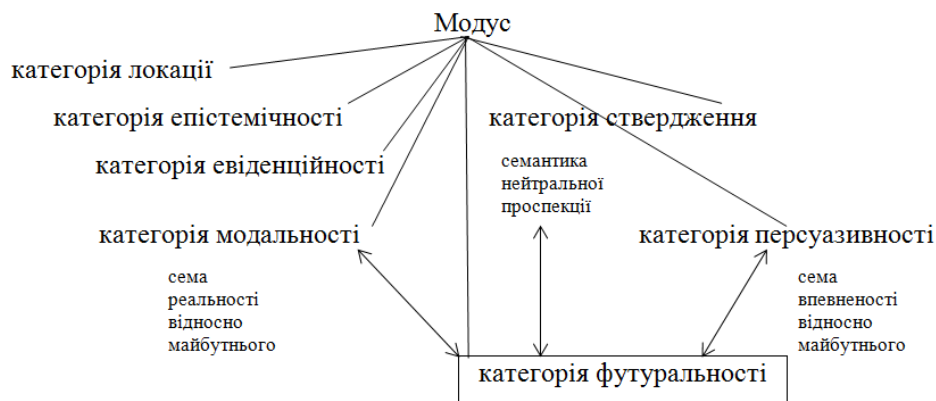 Модус
категорія локації
категорія епістемічності
категорія ствердження
категорія евіденційності
семантика
нейтральної
проспекції
категорія модальності
категорія персуазивності
сема
реальності
відносно
майбутнього
сема
впевненості
відносно
майбутнього
категорія футуральності